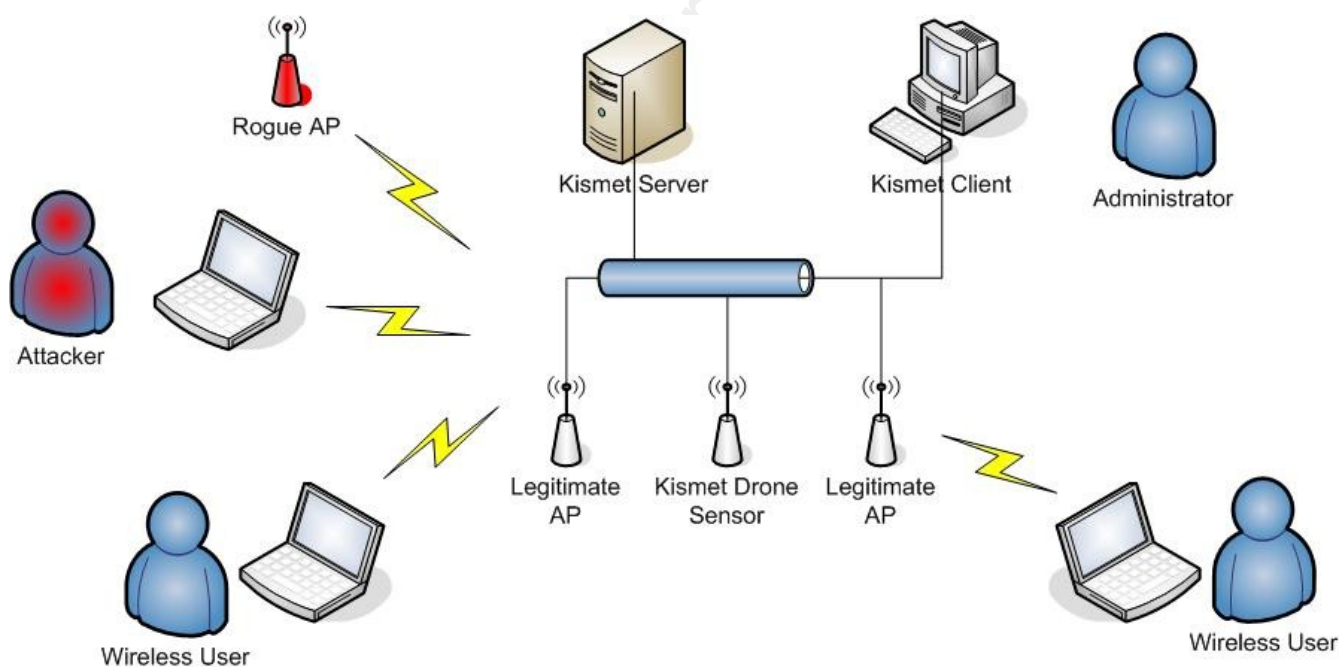 Rogue AP
Kismet Server
Kismet Client
Administrator
Attacker
Legitimate
AP
Kismet Drone
Sensor
Legitimate
AP
Wireless User
Wireless User